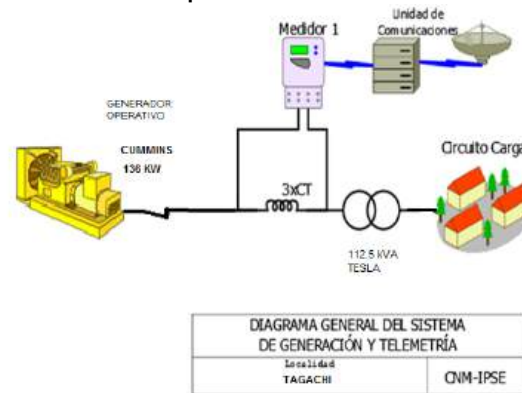 Unidad de
Comunicaciones
Medidor 1
GENERADOR
OPERATIVO
CUMMINS
136 KW
3xCT
Circuito Carga
112.5 KVA
TESLA
DIAGRAMA GENERAL DEL SISTEMA
DE GENERACIÓN Y TELEMETRÍA
Localidad
TAGACHI
CNM-IPSE